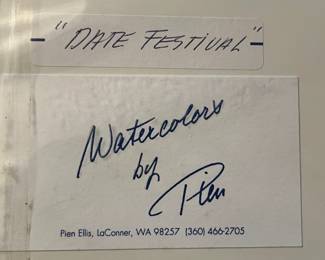 "DATE FESTIVAL"
Watercolors
by
Pien
Pien Ellis, LaConner, WA 98257 (360) 466-2705